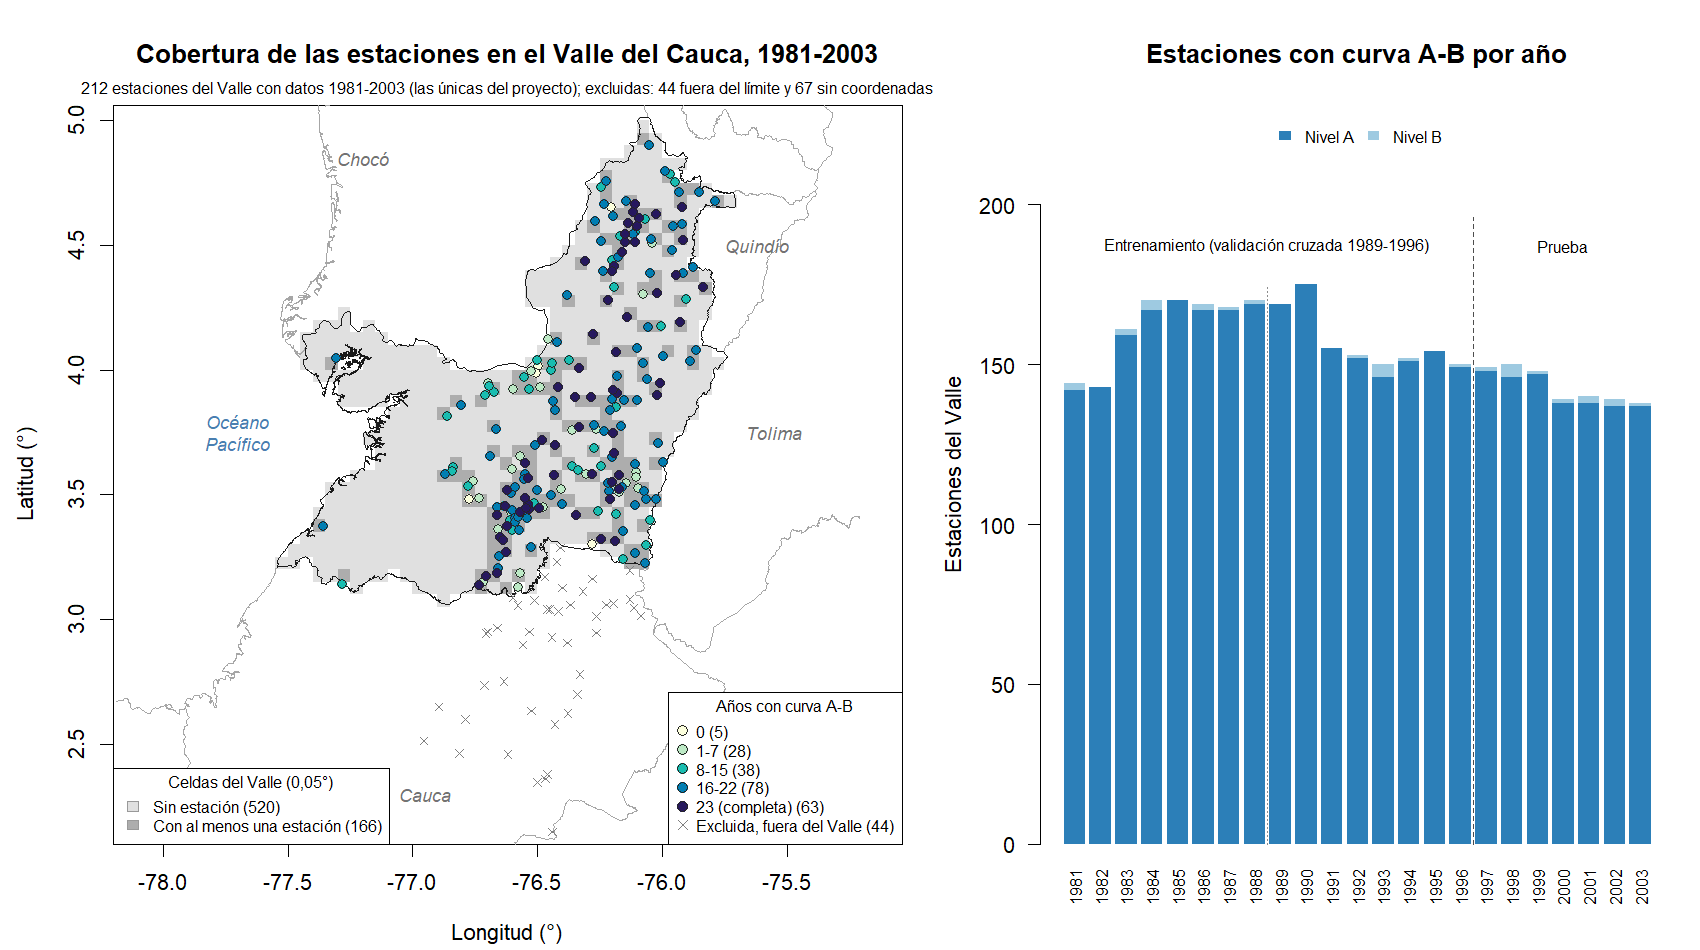 Cobertura de las estaciones en el Valle del Cauca, 1981-2003
212 estaciones del Valle con datos 1981-2003 (las únicas del proyecto); excluidas: 44 fuera del límite y 67 sin coordenadas
Latitud (°)
5.0
4.5
4.0
3.5
3.0
2.5
Chocó
Quindío
Océano
Pacífico
Tolima
Cauca
Celdas del Valle (0,05°)
Sin estación (520)
Con al menos una estación (166)
Años con curva A-B
0 (5)
1-7 (28)
8-15 (38)
16-22 (78)
23 (completa) (63)
Excluida, fuera del Valle (44)
-78.0
-77.5
-77.0
-76.5
-76.0
-75.5
Longitud (°)
Estaciones con curva A-B por año
Nivel A
Nivel B
Estaciones del Valle
200
150
100
50
0
Entrenamiento (validación cruzada 1989-1996)
Prueba
1981
1982
1983
1984
1985
1986
1987
1988
1989
1990
1991
1992
1993
1994
1995
1996
1997
1998
1999
2000
2001
2002
2003